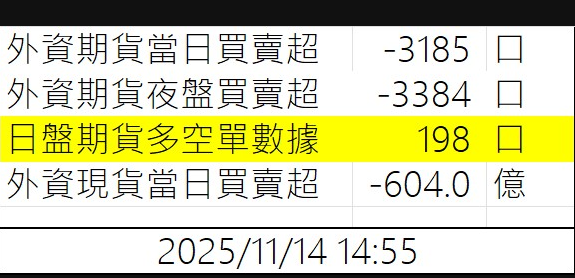 外資期貨當日買賣超 -3185 口
外資期貨夜盤買賣超 -3384 口
日盤期貨多空單數據 198 口
外資現貨當日買賣超 -604.0 億
2025/11/14 14:55